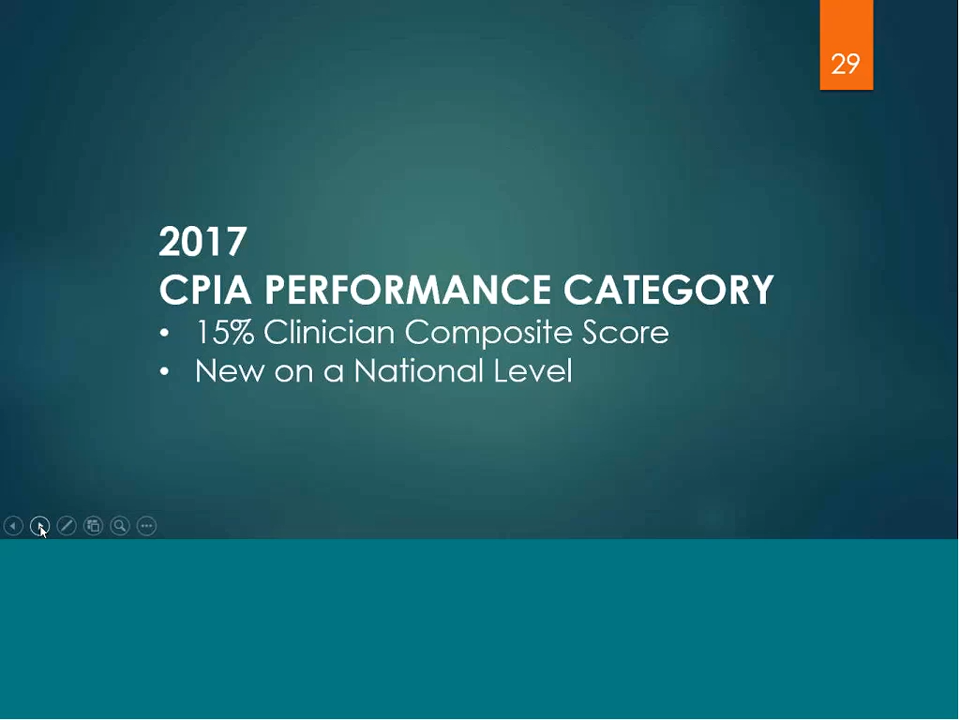 29
2017
CPIA PERFORMANCE CATEGORY
• 15% Clinician Composite Score
• New on a National Level